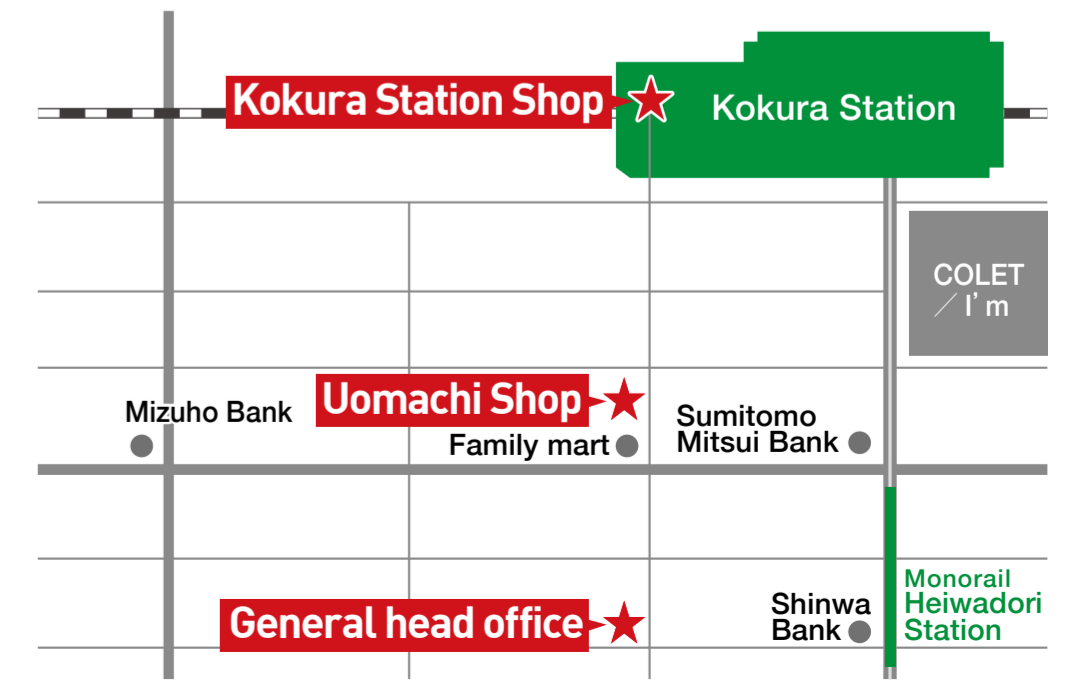 Kokura Station Shop
Kokura Station
COLET
／I’m
Uomachi Shop
Mizuho Bank
Family mart
Sumitomo
Mitsui Bank
General head office
Shinwa
Bank
Monorail
Heiwadori
Station